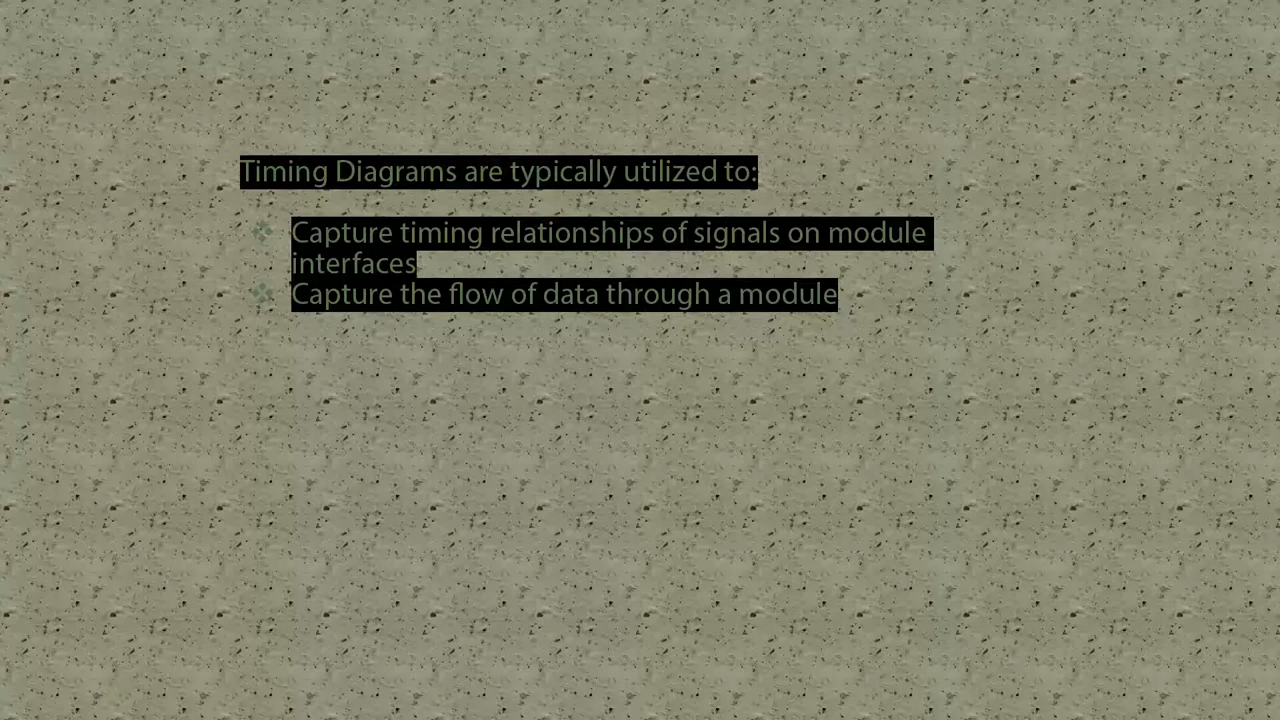 Timing Diagrams are typically utilized to:
Capture timing relationships of signals on module
interfaces
Capture the flow of data through a module